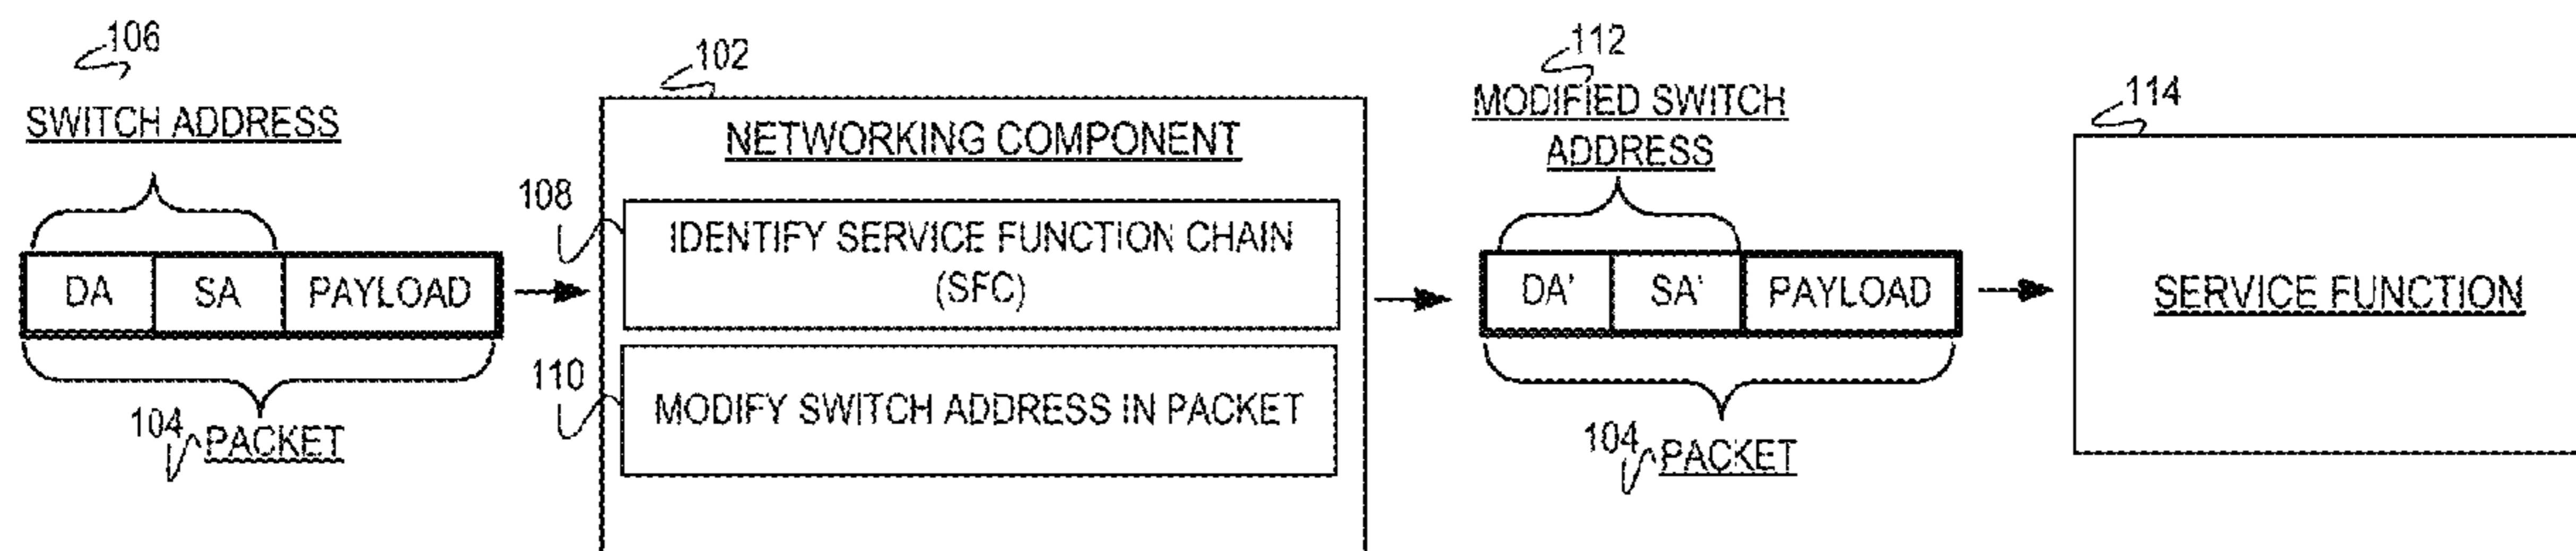 106
SWITCH ADDRESS
DA SA PAYLOAD
104 PACKET
102
NETWORKING COMPONENT
108
IDENTIFY SERVICE FUNCTION CHAIN
(SFC)
110
MODIFY SWITCH ADDRESS IN PACKET
112
MODIFIED SWITCH
ADDRESS
DA' SA' PAYLOAD
104 PACKET
114
SERVICE FUNCTION